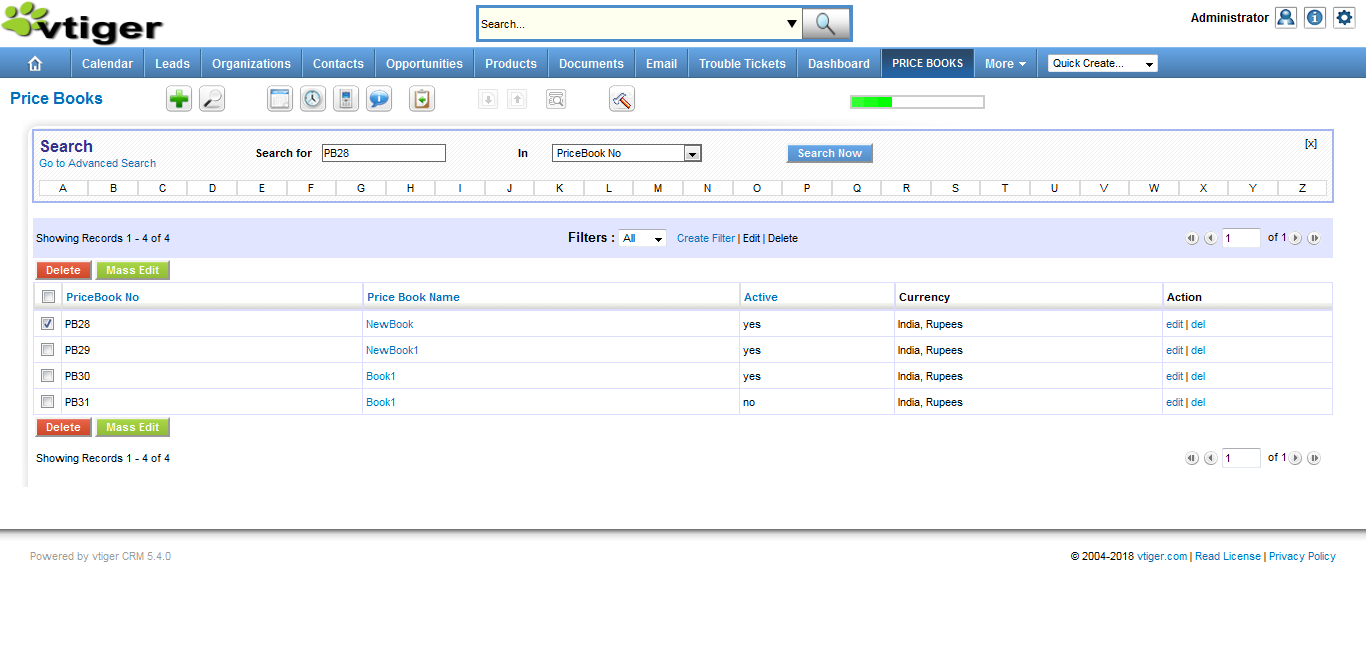 vtiger
Search...
Administrator
Calendar Leads Organizations Contacts Opportunities Products Documents Email Trouble Tickets Dashboard PRICE BOOKS More Quick Create...
Price Books
Search
Go to Advanced Search
Search for PB28 In PriceBook No Search Now [x]
A B C D E F G H I J K L M N O P Q R S T U V W X Y Z
Showing Records 1 - 4 of 4 Filters : All Create Filter | Edit | Delete 1 of 1
Delete Mass Edit
PriceBook No Price Book Name Active Currency Action
PB28 NewBook yes India, Rupees edit | del
PB29 NewBook1 yes India, Rupees edit | del
PB30 Book1 yes India, Rupees edit | del
PB31 Book1 no India, Rupees edit | del
Delete Mass Edit
Showing Records 1 - 4 of 4 1 of 1
Powered by vtiger CRM 5.4.0 © 2004-2018 vtiger.com | Read License | Privacy Policy